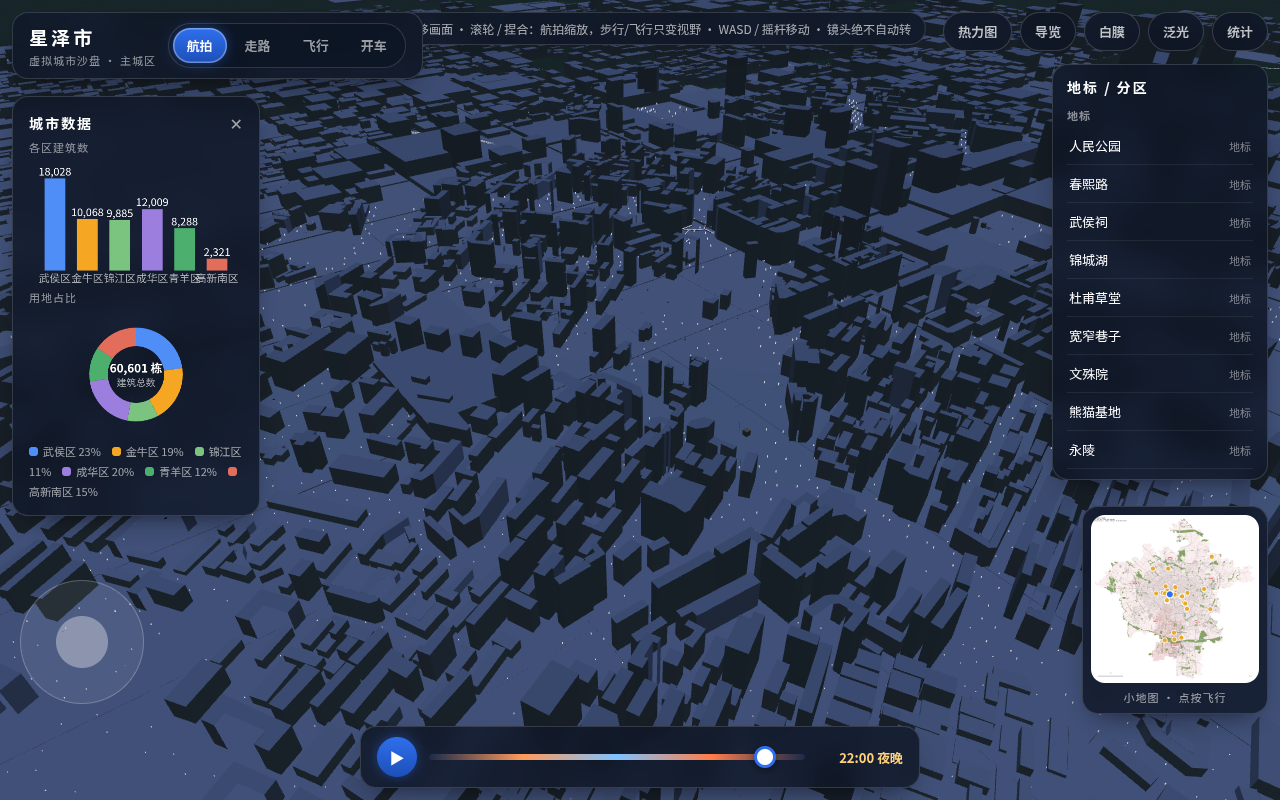 星泽市
虚拟城市沙盘 · 主城区
航拍
走路
飞行
开车
画面 · 滚轮 / 捏合：航拍缩放，步行/飞行只变视野 · WASD / 摇杆移动 · 镜头绝不自动转
热力图
导览
白膜
泛光
统计
城市数据
×
各区建筑数
18,028
10,068
9,885
12,009
8,288
2,321
武侯区
金牛区
锦江区
成华区
青羊区
高新南区
用地占比
60,601 栋
建筑总数
武侯区 23% 金牛区 19% 锦江区
11% 成华区 20% 青羊区 12%
高新南区 15%
地标 / 分区
地标
人民公园 地标
春熙路 地标
武侯祠 地标
锦城湖 地标
杜甫草堂 地标
宽窄巷子 地标
文殊院 地标
熊猫基地 地标
永陵 地标
小地图 · 点按飞行
22:00 夜晚